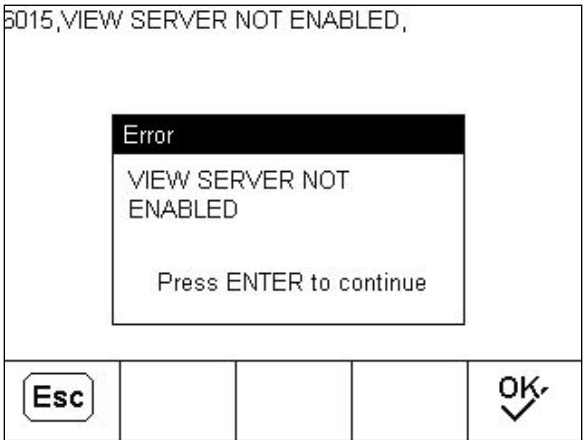 6015,VIEW SERVER NOT ENABLED,
Error
VIEW SERVER NOT
ENABLED
Press ENTER to continue
Esc
OK